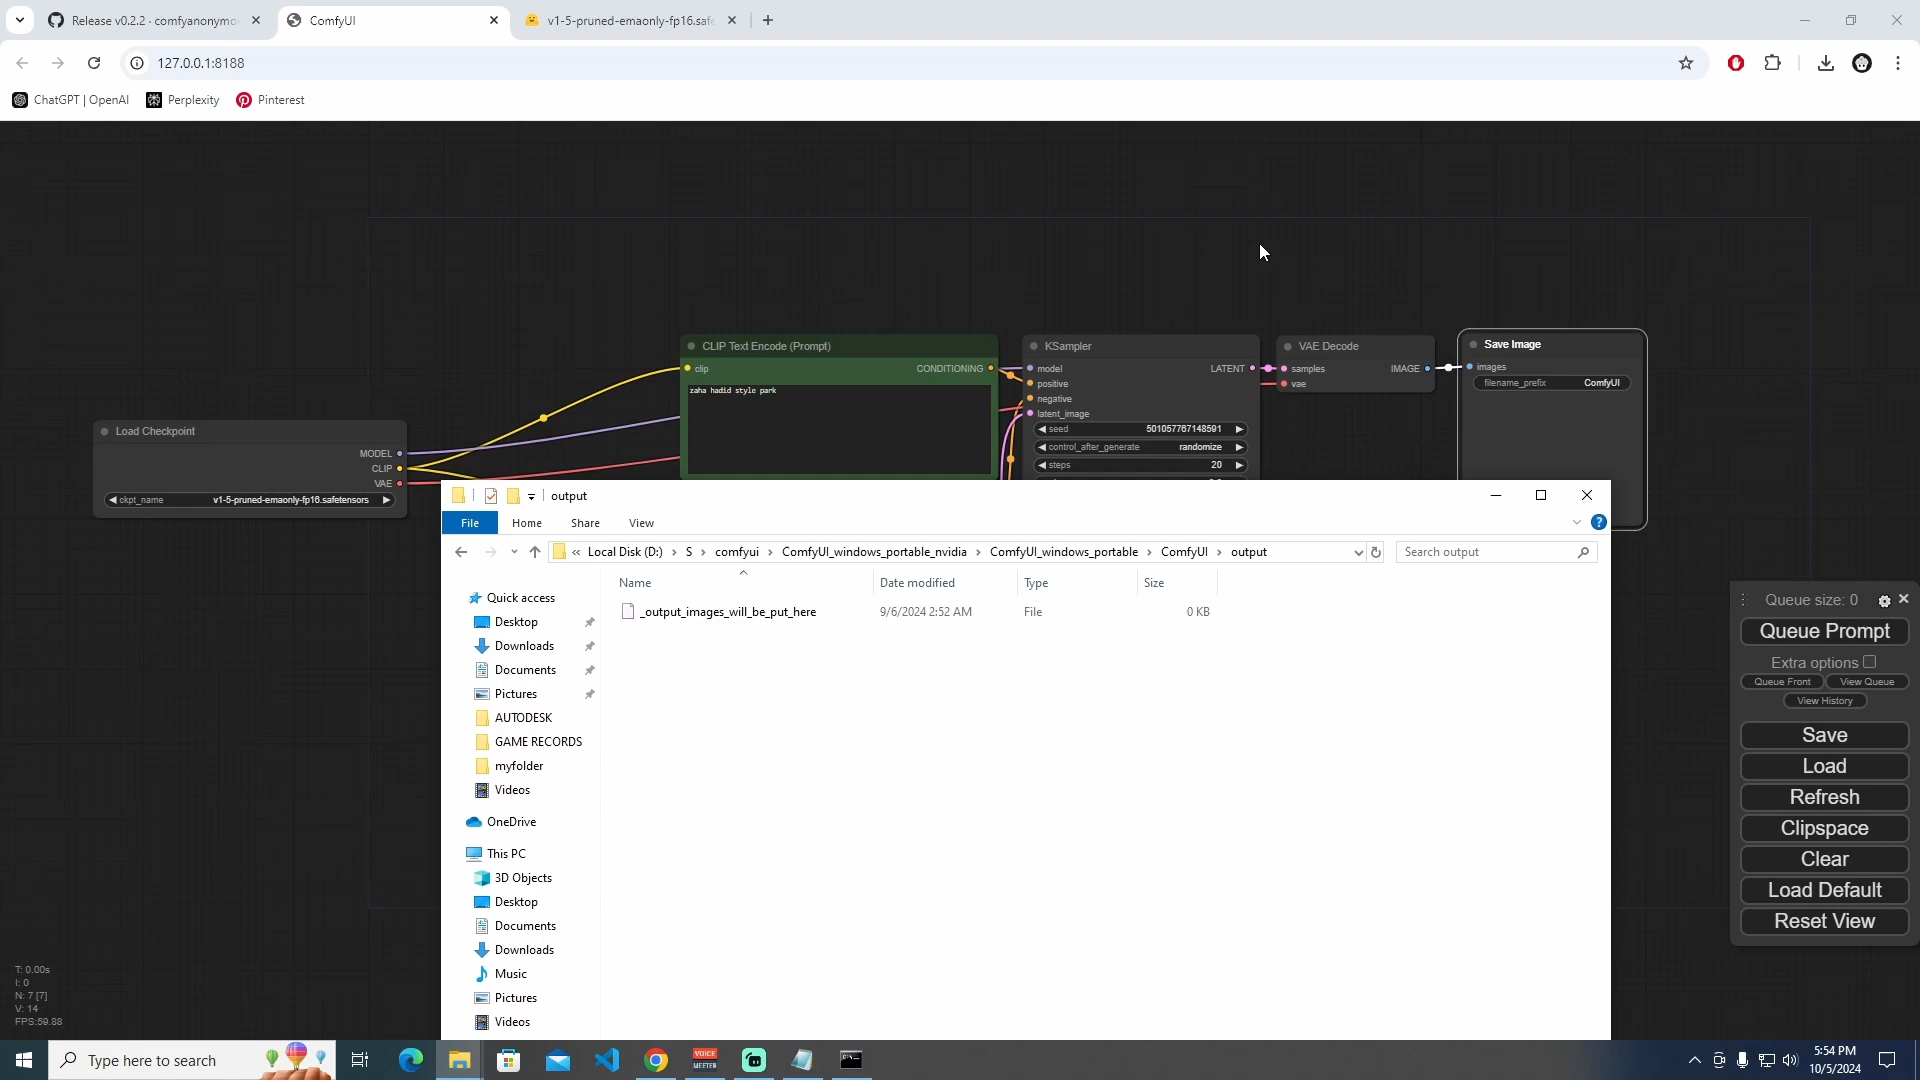 Release v0.2.2 · comfyanonymo
ComfyUI
v1-5-pruned-emaonly-fp16.safe
127.0.0.1:8188
ChatGPT | OpenAI
Perplexity
Pinterest
CLIP Text Encode (Prompt)
clip
CONDITIONING
zaha hadid style park
KSampler
model
LATENT
positive
negative
latent_image
seed
501057767148591
control_after_generate
randomize
steps
20
VAE Decode
samples
IMAGE
vae
Save Image
images
filename_prefix
ComfyUI
Load Checkpoint
MODEL
CLIP
VAE
ckpt_name
v1-5-pruned-emaonly-fp16.safetensors
output
File
Home
Share
View
« Local Disk (D:) › S › comfyui › ComfyUI_windows_portable_nvidia › ComfyUI_windows_portable › ComfyUI › output
Search output
Name
Date modified
Type
Size
_output_images_will_be_put_here
9/6/2024 2:52 AM
File
0 KB
Quick access
Desktop
Downloads
Documents
Pictures
AUTODESK
GAME RECORDS
myfolder
Videos
OneDrive
This PC
3D Objects
Desktop
Documents
Downloads
Music
Pictures
Videos
Queue size: 0
Queue Prompt
Extra options
Queue Front
View Queue
View History
Save
Load
Refresh
Clipspace
Clear
Load Default
Reset View
T: 0.00s
I: 0
N: 7 [7]
V: 14
FPS:59.88
Type here to search
VOICE
MEETER
5:54 PM
10/5/2024